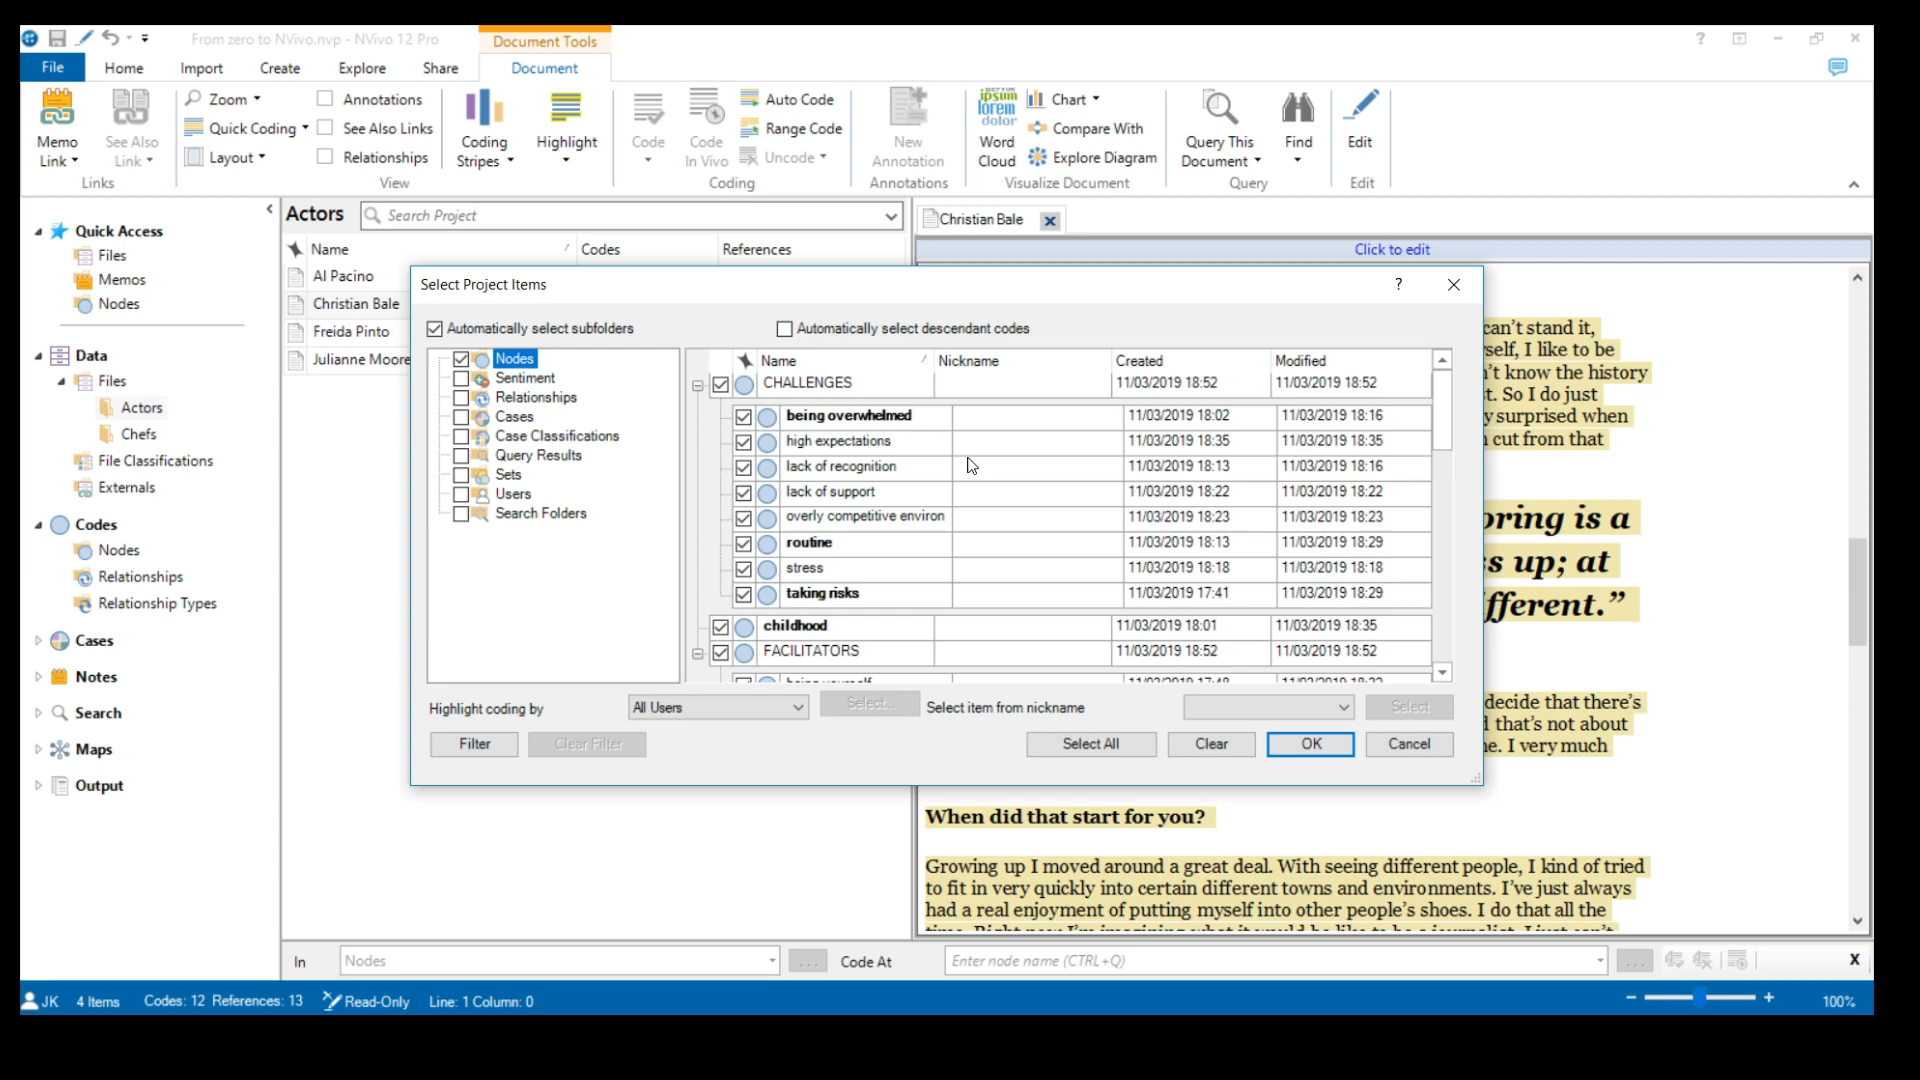 From zero to NVivo.nvp - NVivo 12 Pro
Document Tools
File Home Import Create Explore Share Document
Memo Link
See Also Link
Links
Zoom
Quick Coding
Layout
Annotations
See Also Links
Relationships
View
Coding Stripes
Highlight
Code
Code In Vivo
Auto Code
Range Code
Uncode
Coding
New Annotation
Annotations
Word Cloud
Chart
Compare With
Explore Diagram
Visualize Document
Query This Document
Find
Query
Edit
Edit
Quick Access
Files
Memos
Nodes
Data
Files
Actors
Chefs
File Classifications
Externals
Codes
Nodes
Relationships
Relationship Types
Cases
Notes
Search
Maps
Output
Actors
Search Project
Name Codes References
Al Pacino
Christian Bale
Freida Pinto
Julianne Moore
Christian Bale
Click to edit
Select Project Items
Automatically select subfolders
Automatically select descendant codes
Nodes
Sentiment
Relationships
Cases
Case Classifications
Query Results
Sets
Users
Search Folders
Name Nickname Created Modified
CHALLENGES 11/03/2019 18:52 11/03/2019 18:52
being overwhelmed 11/03/2019 18:02 11/03/2019 18:16
high expectations 11/03/2019 18:35 11/03/2019 18:35
lack of recognition 11/03/2019 18:13 11/03/2019 18:16
lack of support 11/03/2019 18:22 11/03/2019 18:22
overly competitive environ 11/03/2019 18:23 11/03/2019 18:23
routine 11/03/2019 18:13 11/03/2019 18:29
stress 11/03/2019 18:18 11/03/2019 18:18
taking risks 11/03/2019 17:41 11/03/2019 18:29
childhood 11/03/2019 18:01 11/03/2019 18:35
FACILITATORS 11/03/2019 18:52 11/03/2019 18:52
Highlight coding by All Users Select... Select item from nickname Select
Filter Clear Filter Select All Clear OK Cancel
can't stand it,
self, I like to be
't know the history
t. So I do just
y surprised when
cut from that
oring is a
s up; at
fferent."
decide that there's
that's not about
ne. I very much
When did that start for you?
Growing up I moved around a great deal. With seeing different people, I kind of tried
to fit in very quickly into certain different towns and environments. I've just always
had a real enjoyment of putting myself into other people's shoes. I do that all the
In Nodes ... Code At Enter node name (CTRL+Q) ... X
JK 4 Items Codes: 12 References: 13 Read-Only Line: 1 Column: 0 100%